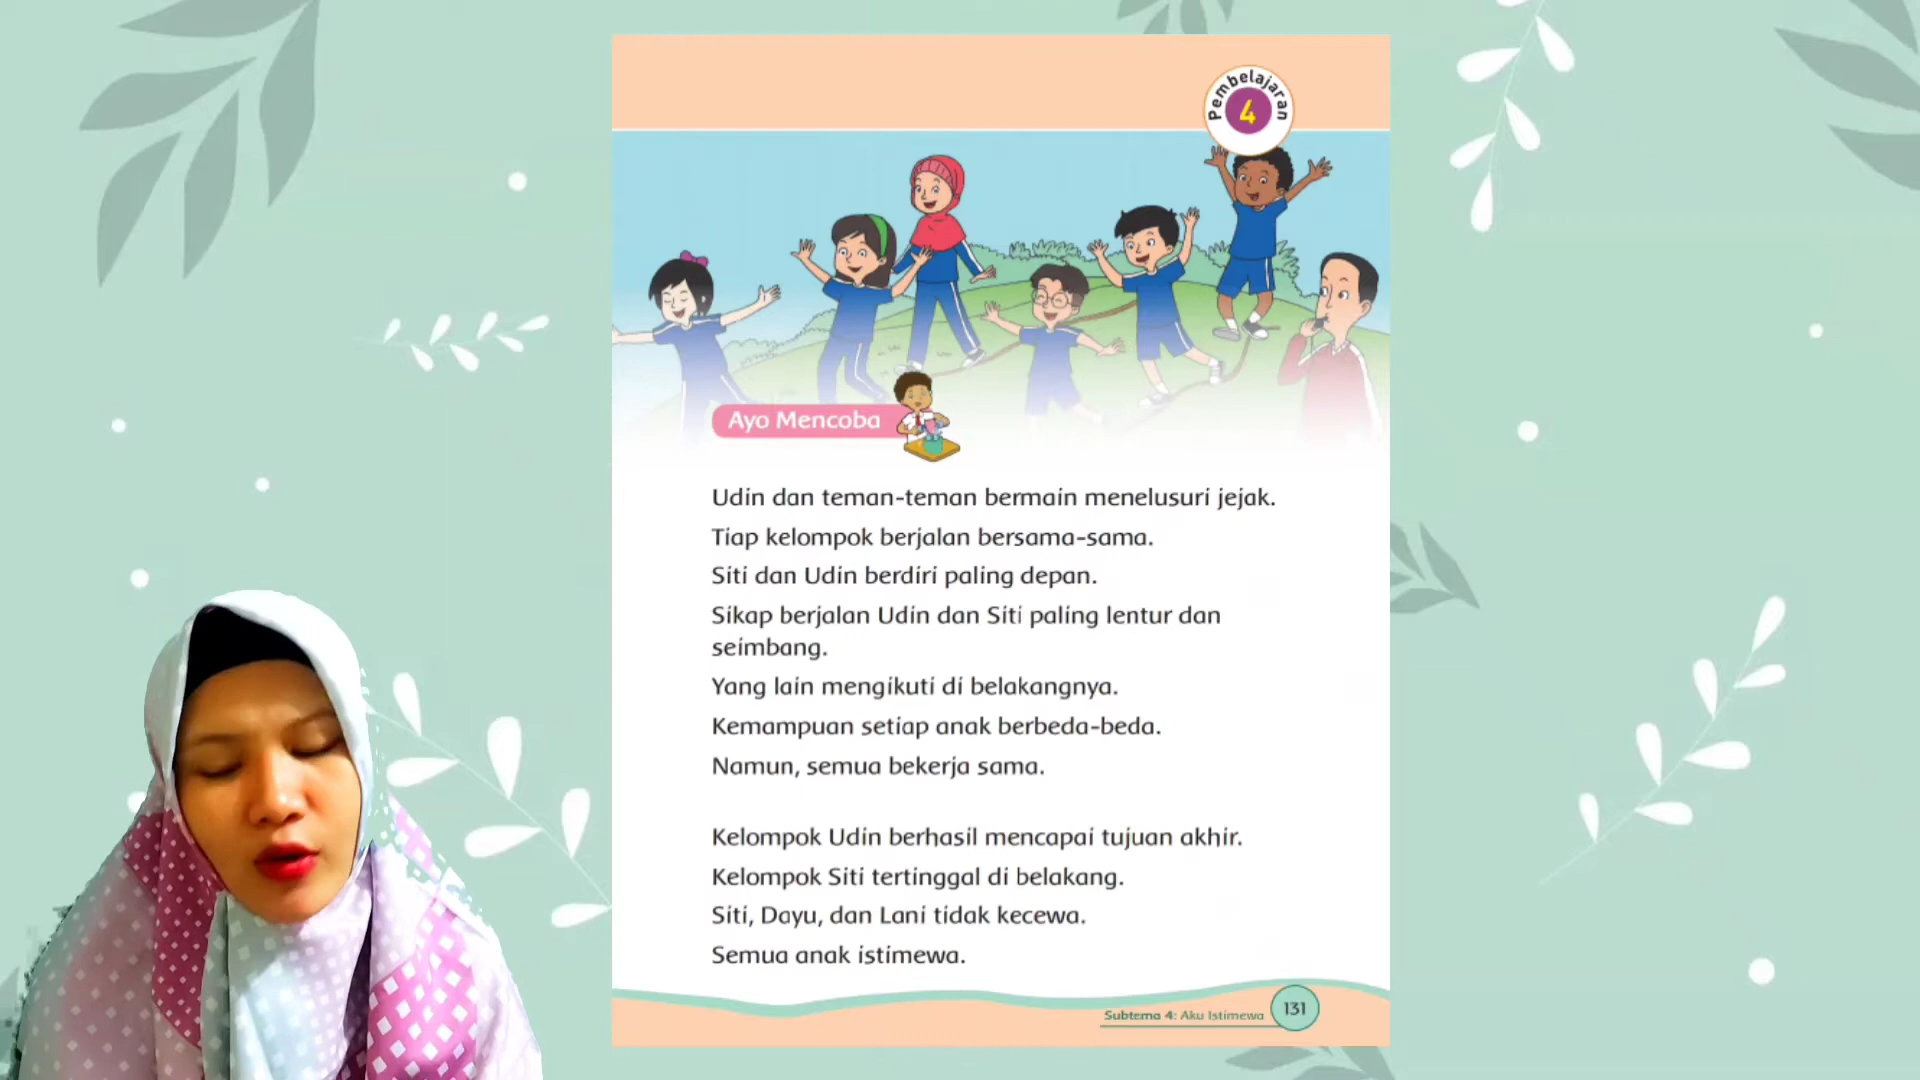 Pembelajaran
4
Ayo Mencoba
Udin dan teman-teman bermain menelusuri jejak.
Tiap kelompok berjalan bersama-sama.
Siti dan Udin berdiri paling depan.
Sikap berjalan Udin dan Siti paling lentur dan
seimbang.
Yang lain mengikuti di belakangnya.
Kemampuan setiap anak berbeda-beda.
Namun, semua bekerja sama.
Kelompok Udin berhasil mencapai tujuan akhir.
Kelompok Siti tertinggal di belakang.
Siti, Dayu, dan Lani tidak kecewa.
Semua anak istimewa.
Subtema 4: Aku Istimewa 131